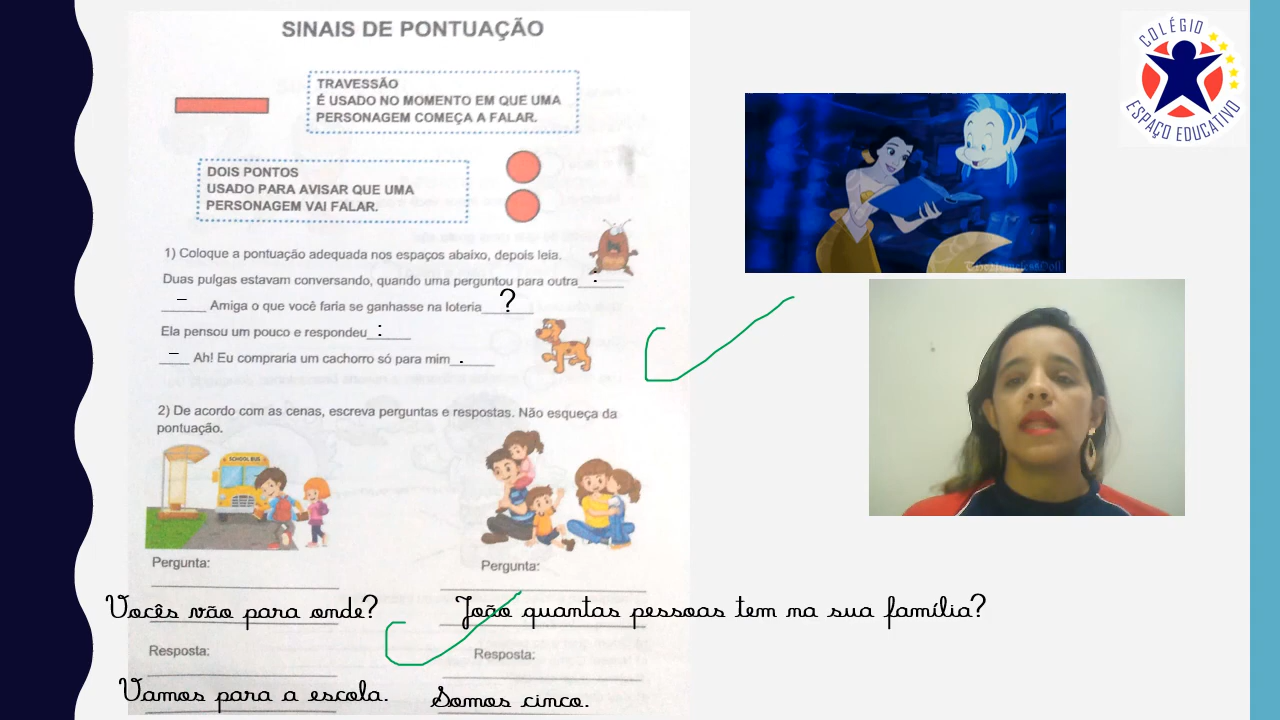 SINAIS DE PONTUAÇÃO
TRAVESSÃO
É USADO NO MOMENTO EM QUE UMA
PERSONAGEM COMEÇA A FALAR.
DOIS PONTOS
USADO PARA AVISAR QUE UMA
PERSONAGEM VAI FALAR.
1) Coloque a pontuação adequada nos espaços abaixo, depois leia.
Duas pulgas estavam conversando, quando uma perguntou para outra :
– Amiga o que você faria se ganhasse na loteria ?
Ela pensou um pouco e respondeu :
– Ah! Eu compraria um cachorro só para mim .
2) De acordo com as cenas, escreva perguntas e respostas. Não esqueça da
pontuação.
SCHOOL BUS
Pergunta:
Vocês vão para onde?
Resposta:
Vamos para a escola.
Pergunta:
João quantas pessoas tem na sua família?
Resposta:
Somos cinco.
COLÉGIO
ESPAÇO EDUCATIVO